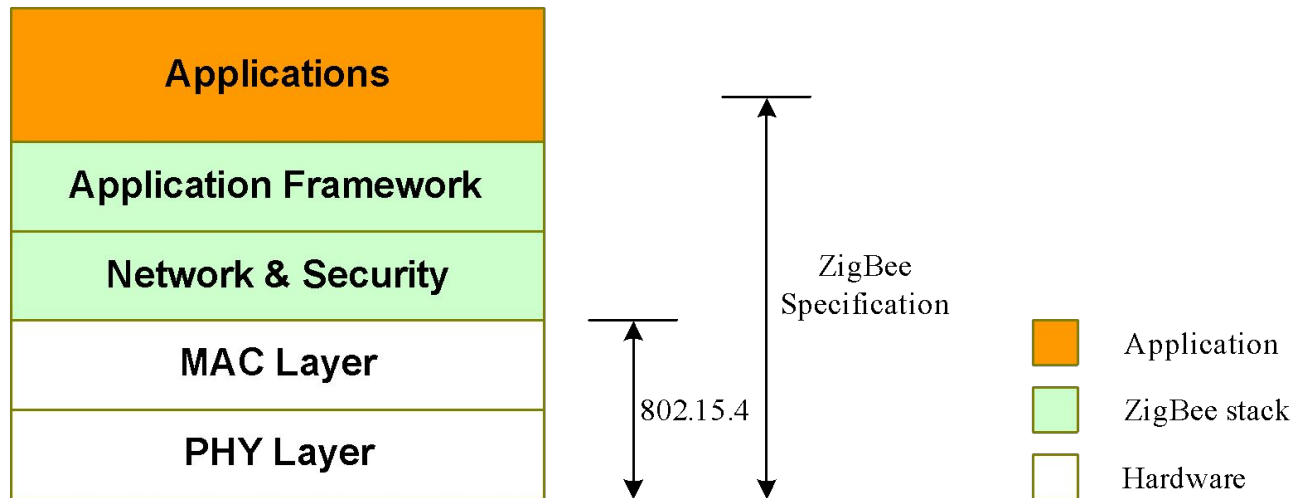 Applications
Application Framework
Network & Security
MAC Layer
PHY Layer
802.15.4
ZigBee
Specification
Application
ZigBee stack
Hardware